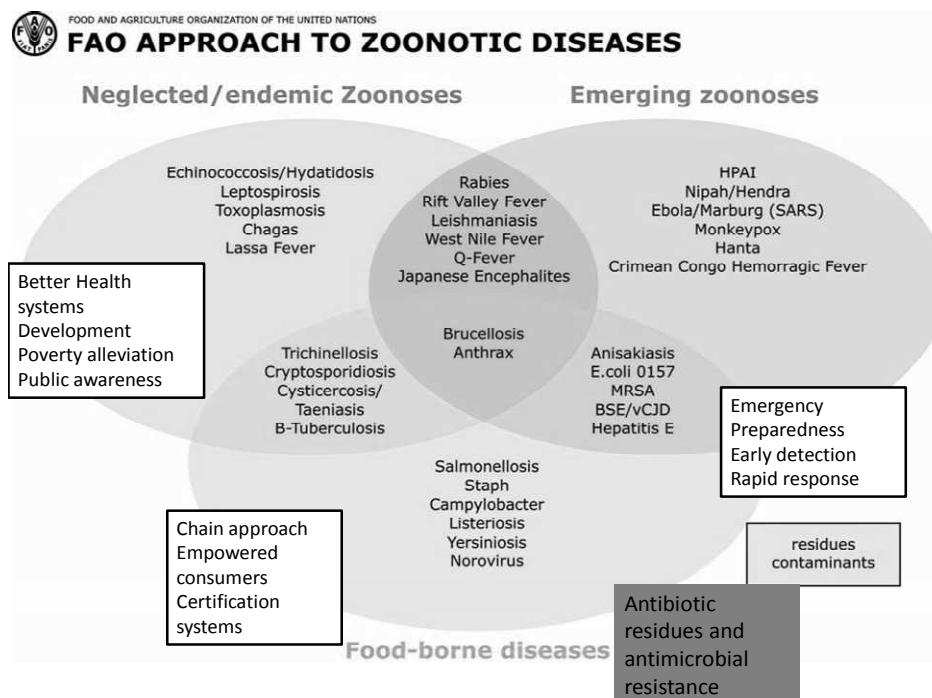 FOOD AND AGRICULTURE ORGANIZATION OF THE UNITED NATIONS
FAO APPROACH TO ZOONOTIC DISEASES
Neglected/endemic Zoonoses
Emerging zoonoses
Echinococcosis/Hydatidosis
Leptospirosis
Toxoplasmosis
Chagas
Lassa Fever
Rabies
Rift Valley Fever
Leishmaniasis
West Nile Fever
Q-Fever
Japanese Encephalites
HPAI
Nipah/Hendra
Ebola/Marburg (SARS)
Monkeypox
Hanta
Crimean Congo Hemorragic Fever
Better Health
systems
Development
Poverty alleviation
Public awareness
Brucellosis
Anthrax
Trichinellosis
Cryptosporidiosis
Cysticercosis/
Taeniasis
B-Tuberculosis
Anisakiasis
E.coli 0157
MRSA
BSE/vCJD
Hepatitis E
Emergency
Preparedness
Early detection
Rapid response
Salmonellosis
Staph
Campylobacter
Listeriosis
Yersiniosis
Norovirus
Chain approach
Empowered
consumers
Certification
systems
residues
contaminants
Food-borne diseases
Antibiotic
residues and
antimicrobial
resistance